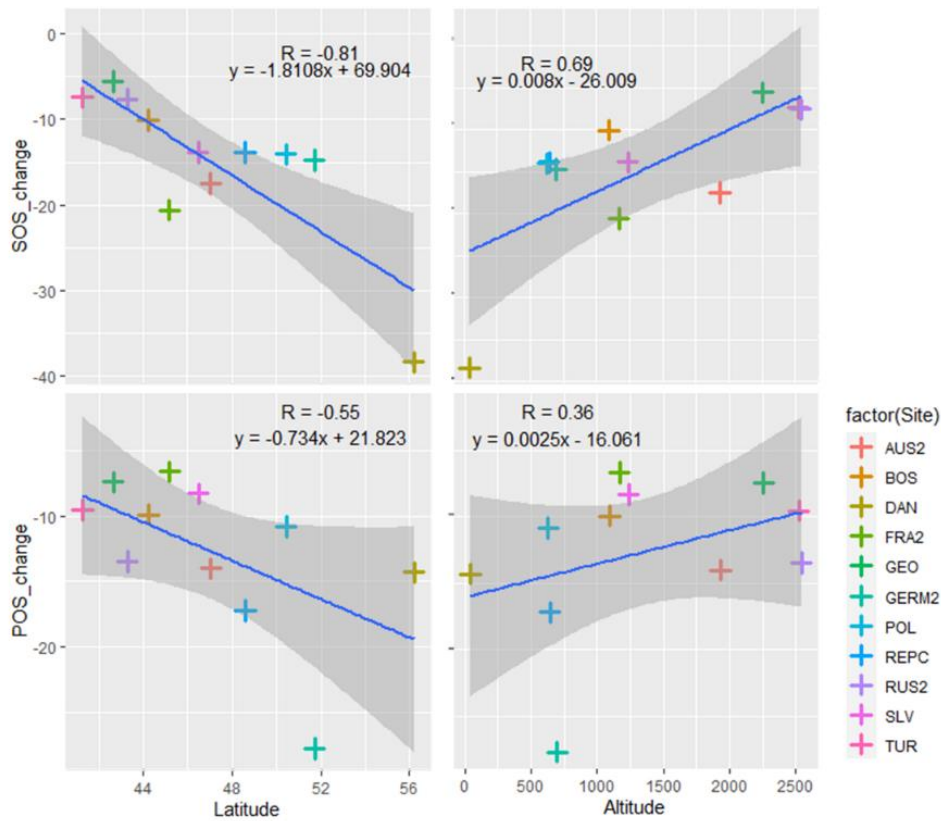 0
-10
-20
-30
-40
SOS_change
R = -0.81
y = -1.8108x + 69.904
R = 0.69
y = 0.008x - 26.009
-10
-20
POS_change
R = -0.55
y = -0.734x + 21.823
R = 0.36
y = 0.0025x - 16.061
44
48
52
56
Latitude
0
500
1000
1500
2000
2500
Altitude
factor(Site)
AUS2
BOS
DAN
FRA2
GEO
GERM2
POL
REPC
RUS2
SLV
TUR